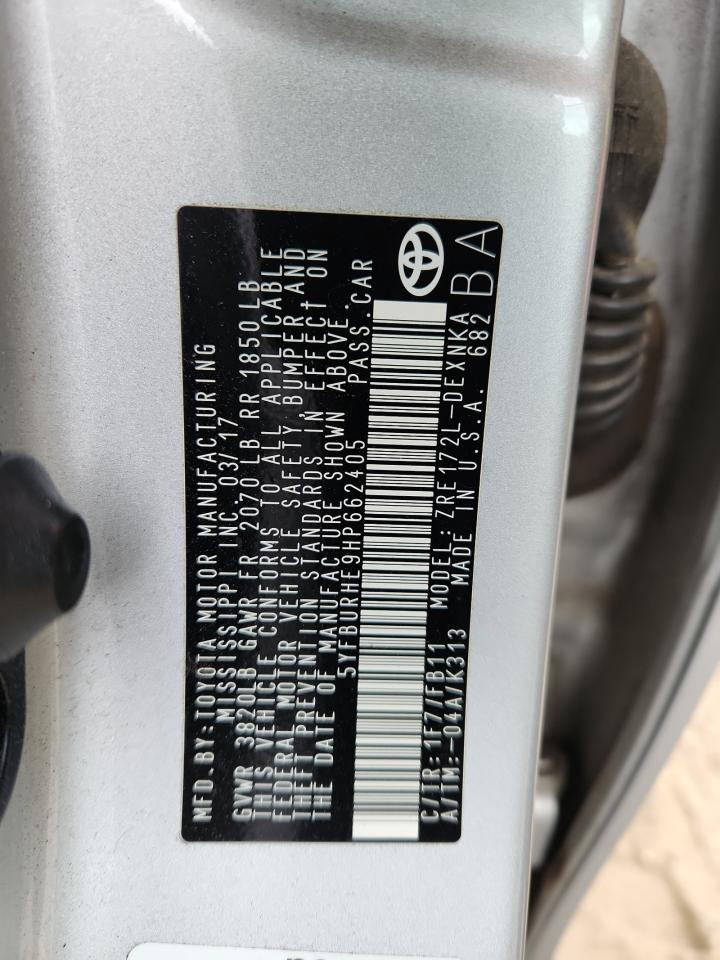 MFD.BY:TOYOTA MOTOR MANUFACTURING
MISSISSIPPI INC. 03/17
GVWR 3820LB GAWR FR 2070 LB RR 1850 LB
THIS VEHICLE CONFORMS TO ALL APPLICABLE
FEDERAL MOTOR VEHICLE SAFETY,BUMPER,AND
THEFT PREVENTION STANDARDS IN EFFECT ON
THE DATE OF MANUFACTURE SHOWN ABOVE.
5YFBURHE9HP662405 PASS.CAR
C/TR:1F7/FB11 MODEL:ZRE172L-DEXNKA
A/TM:-04A/K313 MADE IN U.S.A. 682
BA